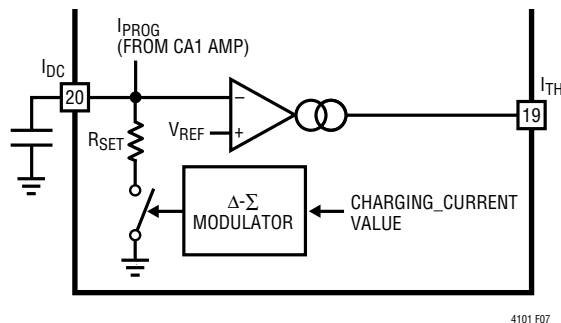 IPROG
(FROM CA1 AMP)
IDC
20
ITH
19
RSET
VREF
–
+
Δ-Σ
MODULATOR
CHARGING_CURRENT
VALUE
4101 F07